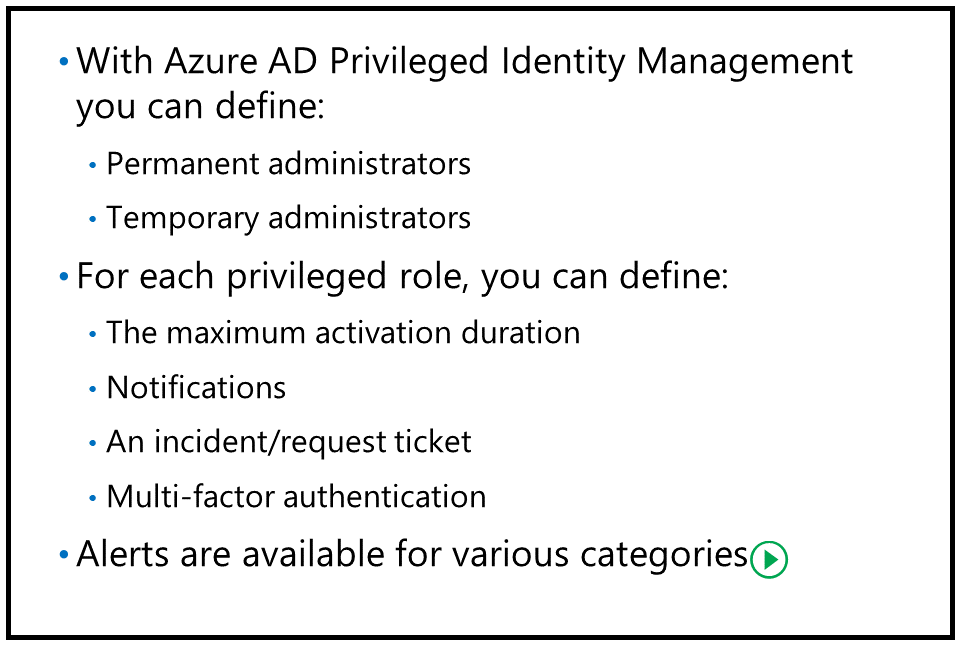 • With Azure AD Privileged Identity Management
you can define:
• Permanent administrators
• Temporary administrators
• For each privileged role, you can define:
• The maximum activation duration
• Notifications
• An incident/request ticket
• Multi-factor authentication
• Alerts are available for various categories